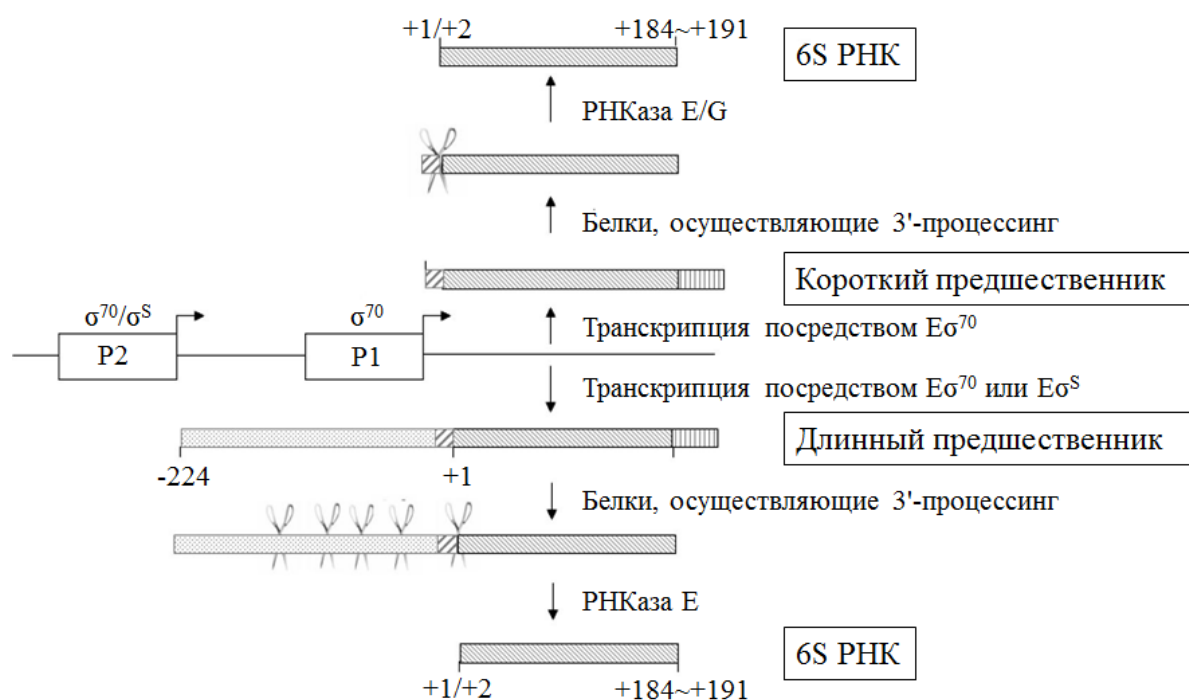 +1/+2 +184~+191
6S РНК
РНКаза E/G
Белки, осуществляющие 3'-процессинг
Короткий предшественник
σ⁷⁰/σˢ σ⁷⁰
Транскрипция посредством Eσ⁷⁰
P2 P1
Транскрипция посредством Eσ⁷⁰ или Eσˢ
Длинный предшественник
-224 +1
Белки, осуществляющие 3'-процессинг
РНКаза E
6S РНК
+1/+2 +184~+191